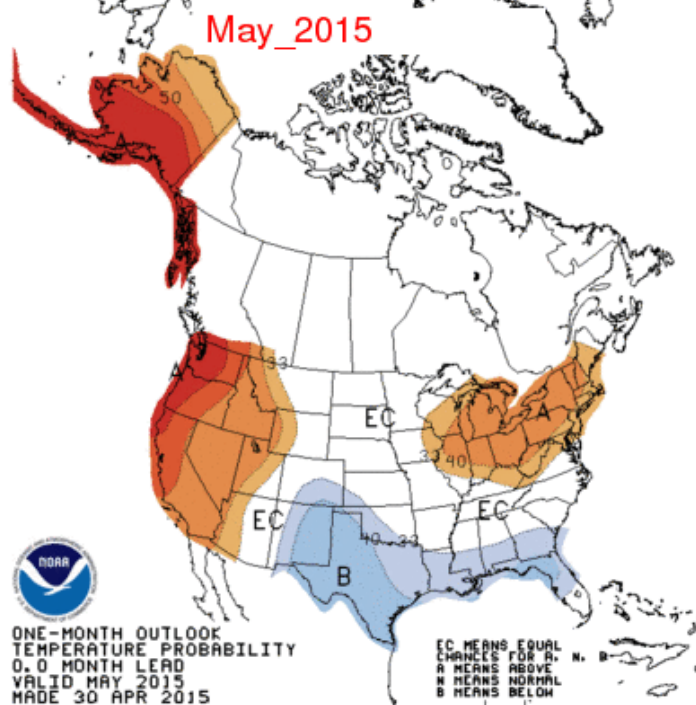 May_2015
50
A
33
A
EC
A
33 40
EC
EC
40 33
B
NOAA
ONE-MONTH OUTLOOK
TEMPERATURE PROBABILITY
0.0 MONTH LEAD
VALID MAY 2015
MADE 30 APR 2015
EC MEANS EQUAL
CHANCES FOR A, N, B
A MEANS ABOVE
N MEANS NORMAL
B MEANS BELOW